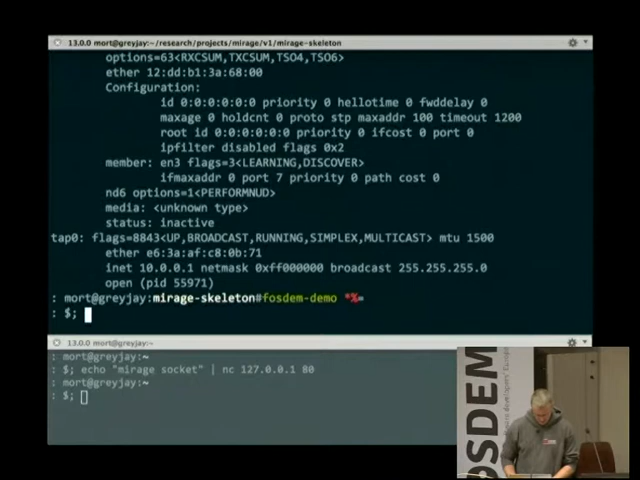 13.0.0 mort@greyjay:~/research/projects/mirage/v1/mirage-skeleton
options=63<RXCSUM,TXCSUM,TSO4,TSO6>
ether 12:dd:b1:3a:68:00
Configuration:
id 0:0:0:0:0:0 priority 0 hellotime 0 fwddelay 0
maxage 0 holdcnt 0 proto stp maxaddr 100 timeout 1200
root id 0:0:0:0:0:0 priority 0 ifcost 0 port 0
ipfilter disabled flags 0x2
member: en3 flags=3<LEARNING,DISCOVER>
ifmaxaddr 0 port 7 priority 0 path cost 0
nd6 options=1<PERFORMNUD>
media: <unknown type>
status: inactive
tap0: flags=8843<UP,BROADCAST,RUNNING,SIMPLEX,MULTICAST> mtu 1500
ether e6:3a:af:c8:0b:71
inet 10.0.0.1 netmask 0xff000000 broadcast 255.255.255.0
open (pid 55971)
: mort@greyjay:mirage-skeleton#fosdem-demo *%=
: $;
13.0.0 mort@greyjay:~
: mort@greyjay:~
: $; echo "mirage socket" | nc 127.0.0.1 80
: mort@greyjay:~
: $;
OSDEM